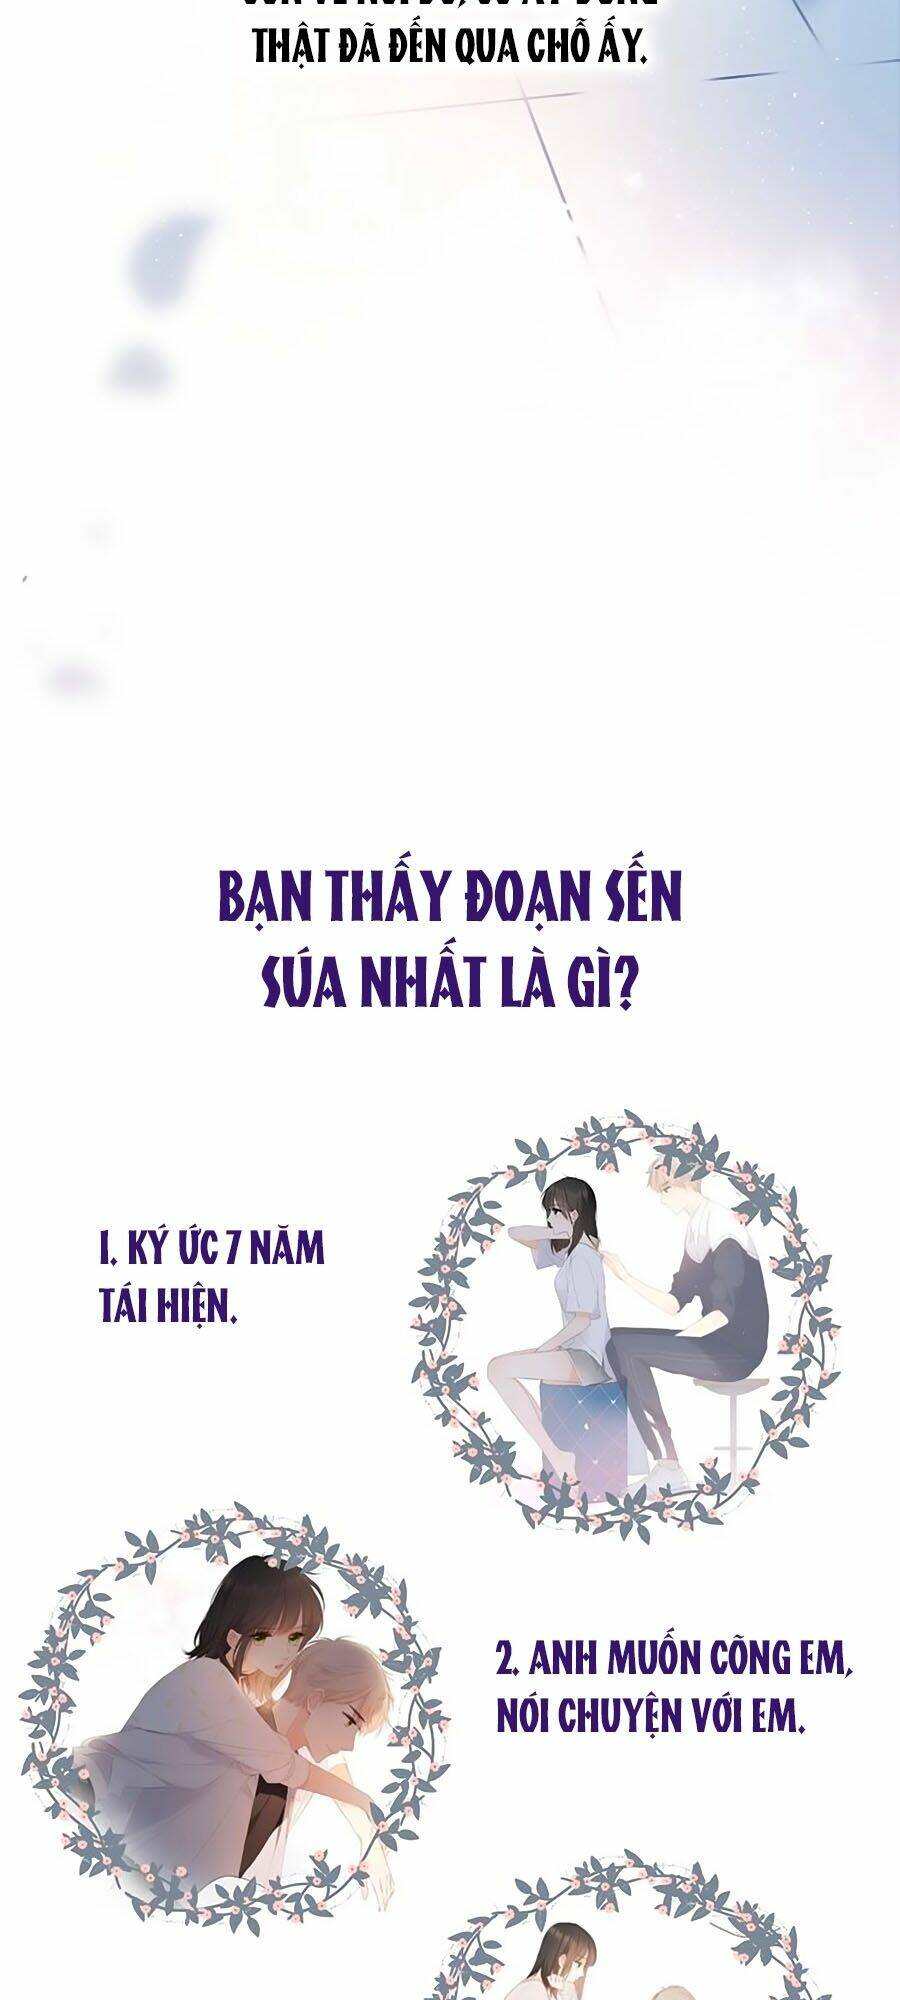 THẬT ĐÃ ĐẾN QUA CHỖ ẤY.
BẠN THẤY ĐOẠN SẾN
SÚA NHẤT LÀ GÌ?
1. KÝ ỨC 7 NĂM
TÁI HIỆN.
2. ANH MUỐN CÕNG EM,
NÓI CHUYỆN VỚI EM.